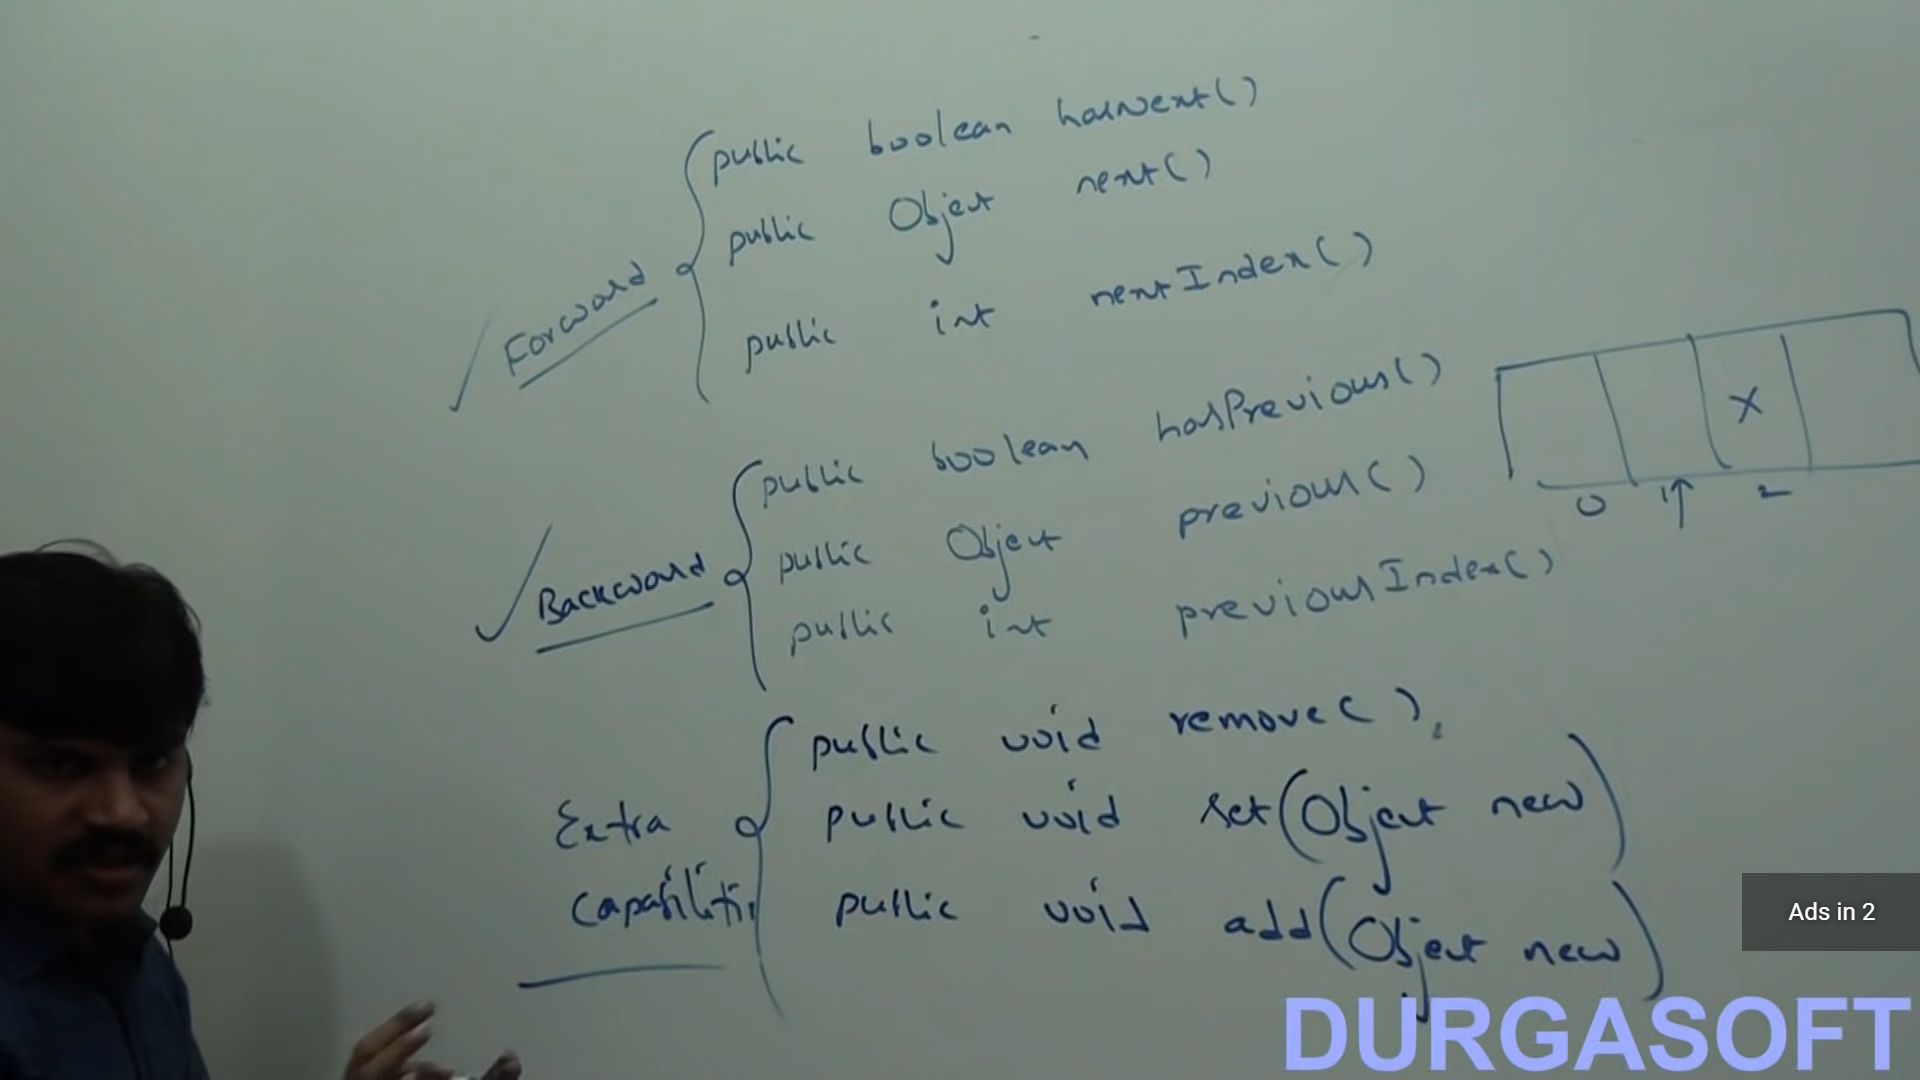 public boolean hasNext()
public Object next()
Forward
public int nextIndex()
public boolean hasPrevious()
public Object previous()
Backward
public int previousIndex()
X
0 1 2
public void remove()
Extra
public void set(Object new)
capabilities
public void add(Object new)
Ads in 2
DURGASOFT